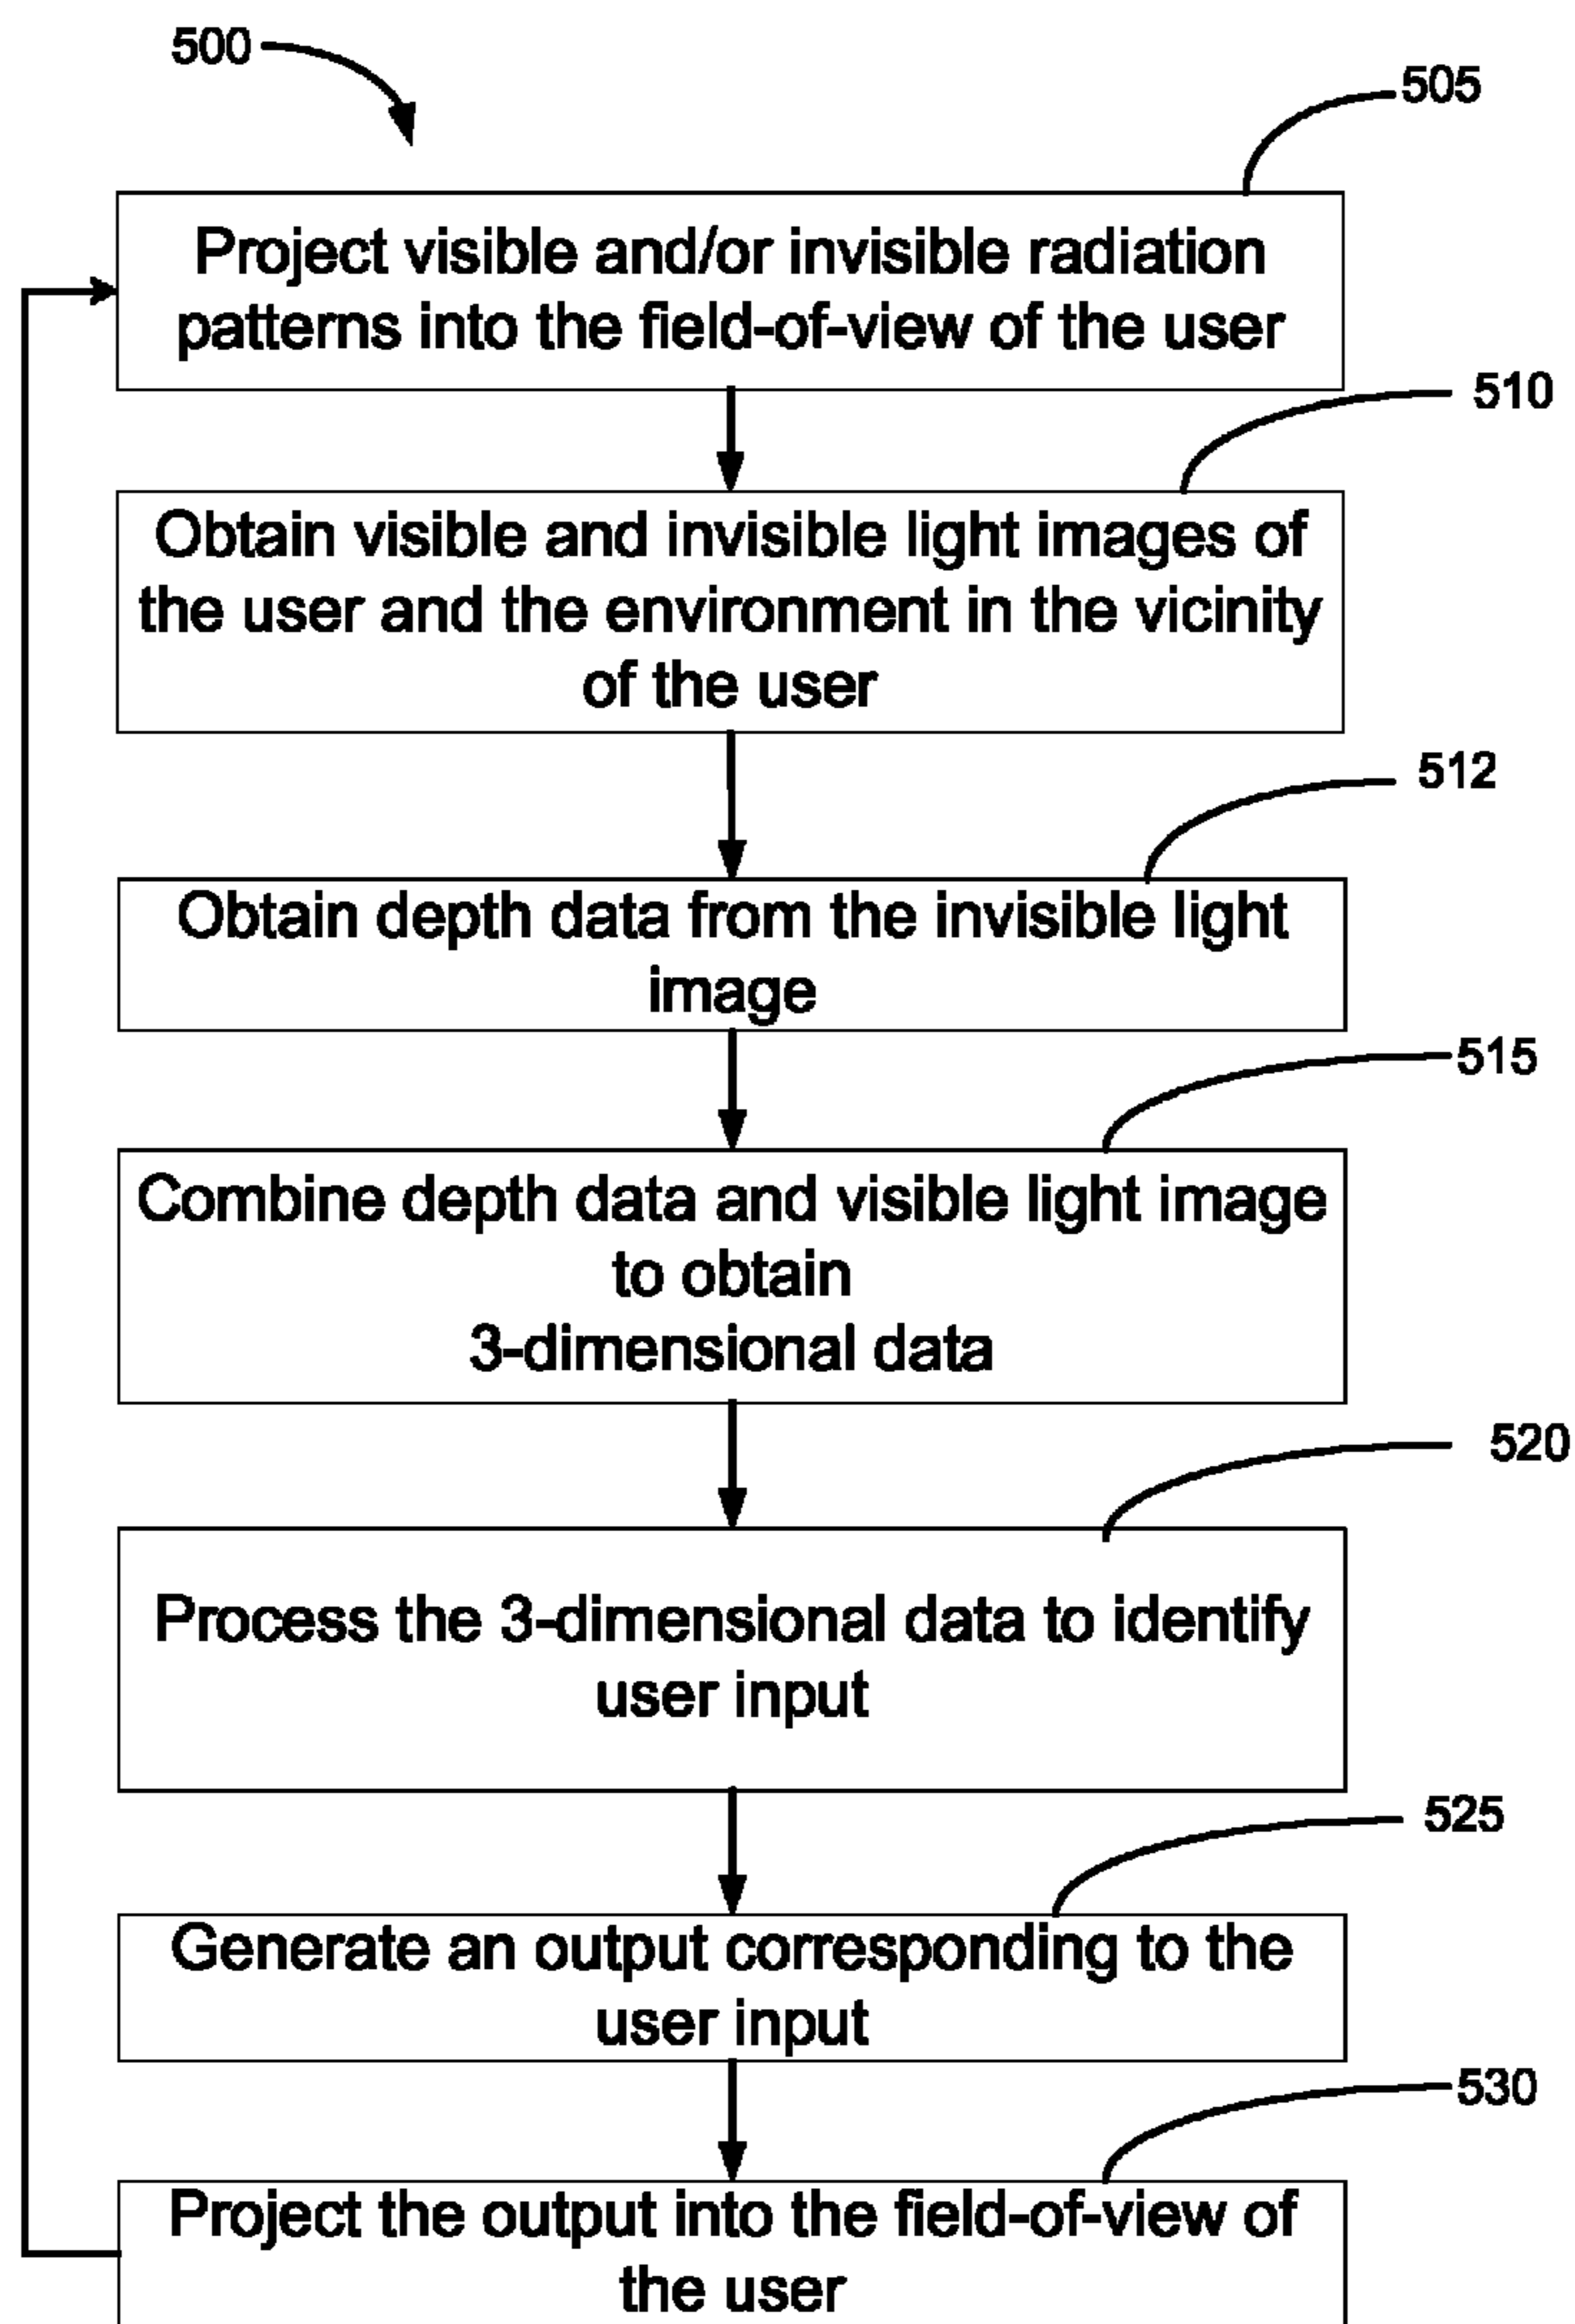 500
505
Project visible and/or invisible radiation
patterns into the field-of-view of the user
510
Obtain visible and invisible light images of
the user and the environment in the vicinity
of the user
512
Obtain depth data from the invisible light
image
515
Combine depth data and visible light image
to obtain
3-dimensional data
520
Process the 3-dimensional data to identify
user input
525
Generate an output corresponding to the
user input
530
Project the output into the field-of-view of
the user